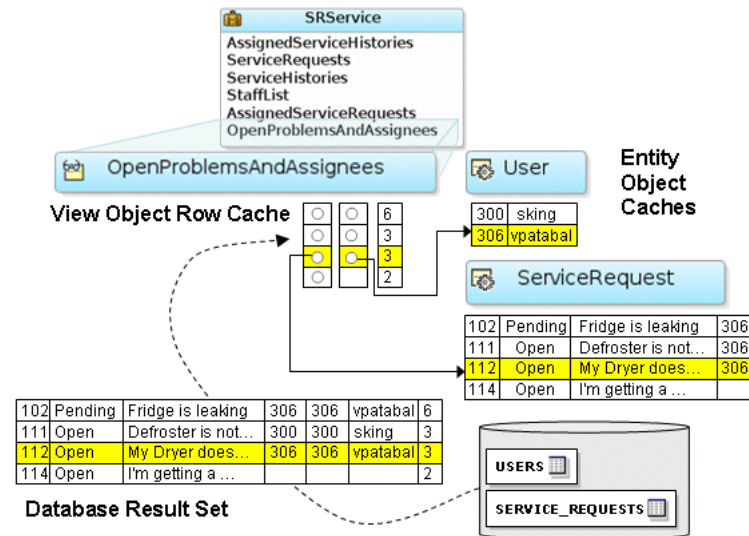 SRService
AssignedServiceHistories
ServiceRequests
ServiceHistories
StaffList
AssignedServiceRequests
OpenProblemsAndAssignees
OpenProblemsAndAssignees
User
Entity
Object
Caches
View Object Row Cache
6
3
3
2
300 sking
306 vpatabal
ServiceRequest
102 Pending Fridge is leaking 306
111 Open Defroster is not... 306
112 Open My Dryer does... 306
114 Open I'm getting a ...
102 Pending Fridge is leaking 306 306 vpatabal 6
111 Open Defroster is not... 300 300 sking 3
112 Open My Dryer does... 306 306 vpatabal 3
114 Open I'm getting a ... 2
Database Result Set
USERS
SERVICE_REQUESTS